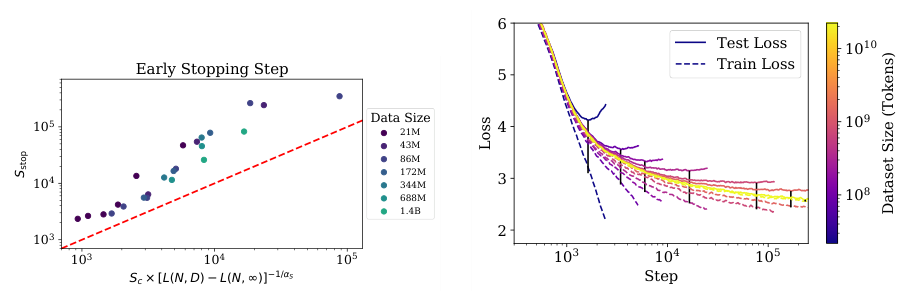 Early Stopping Step
S_stop
10^5
10^4
10^3
10^3
10^4
10^5
S_c × [L(N, D) − L(N, ∞)]^{−1/α_S}
Data Size
21M
43M
86M
172M
344M
688M
1.4B
Loss
6
5
4
3
2
10^3
10^4
10^5
Step
Test Loss
Train Loss
10^10
10^9
10^8
Dataset Size (Tokens)